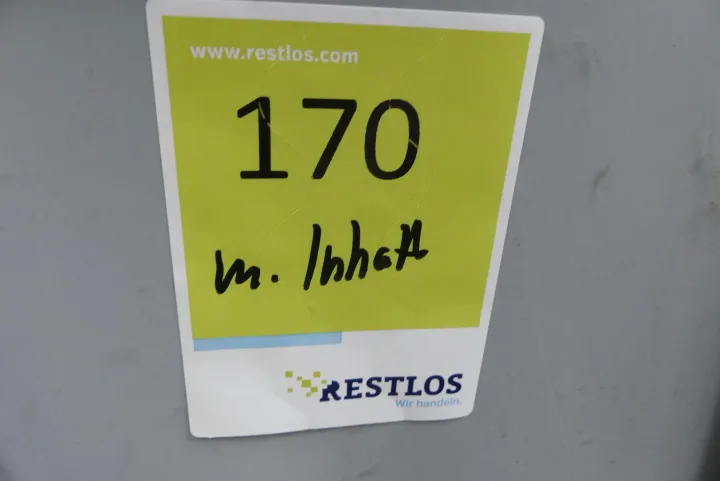 www.restlos.com
170
m. Inhalt
RESTLOS
Wir handeln.